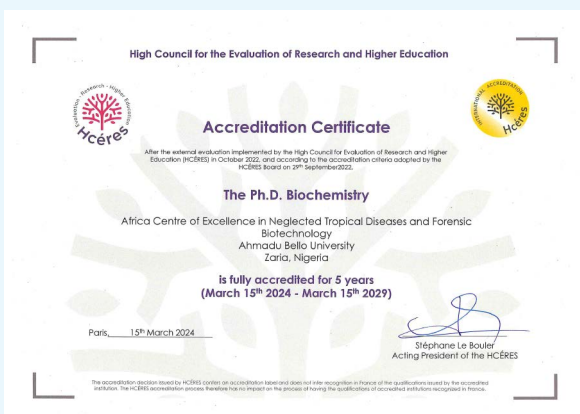 High Council for the Evaluation of Research and Higher Education
Evaluation - Research - Higher Education
Hcéres
INTERNATIONAL ACCREDITATION
Hcéres
Accreditation Certificate
After the external evaluation implemented by the High Council for Evaluation of Research and Higher
Education (HCÉRES) in October 2022, and according to the accreditation criteria adopted by the
HCÉRES Board on 29th September2022,
The Ph.D. Biochemistry
Africa Centre of Excellence in Neglected Tropical Diseases and Forensic
Biotechnology
Ahmadu Bello University
Zaria, Nigeria
is fully accredited for 5 years
(March 15th 2024 - March 15th 2029)
Paris, 15th March 2024
Stéphane Le Bouler
Acting President of the HCÉRES
The accreditation decision issued by HCÉRES confers an accreditation label and does not infer recognition in France of the qualifications issued by the accredited
institution. The HCÉRES accreditation process therefore has no impact on the process of having the qualifications of accredited institutions recognized in France.